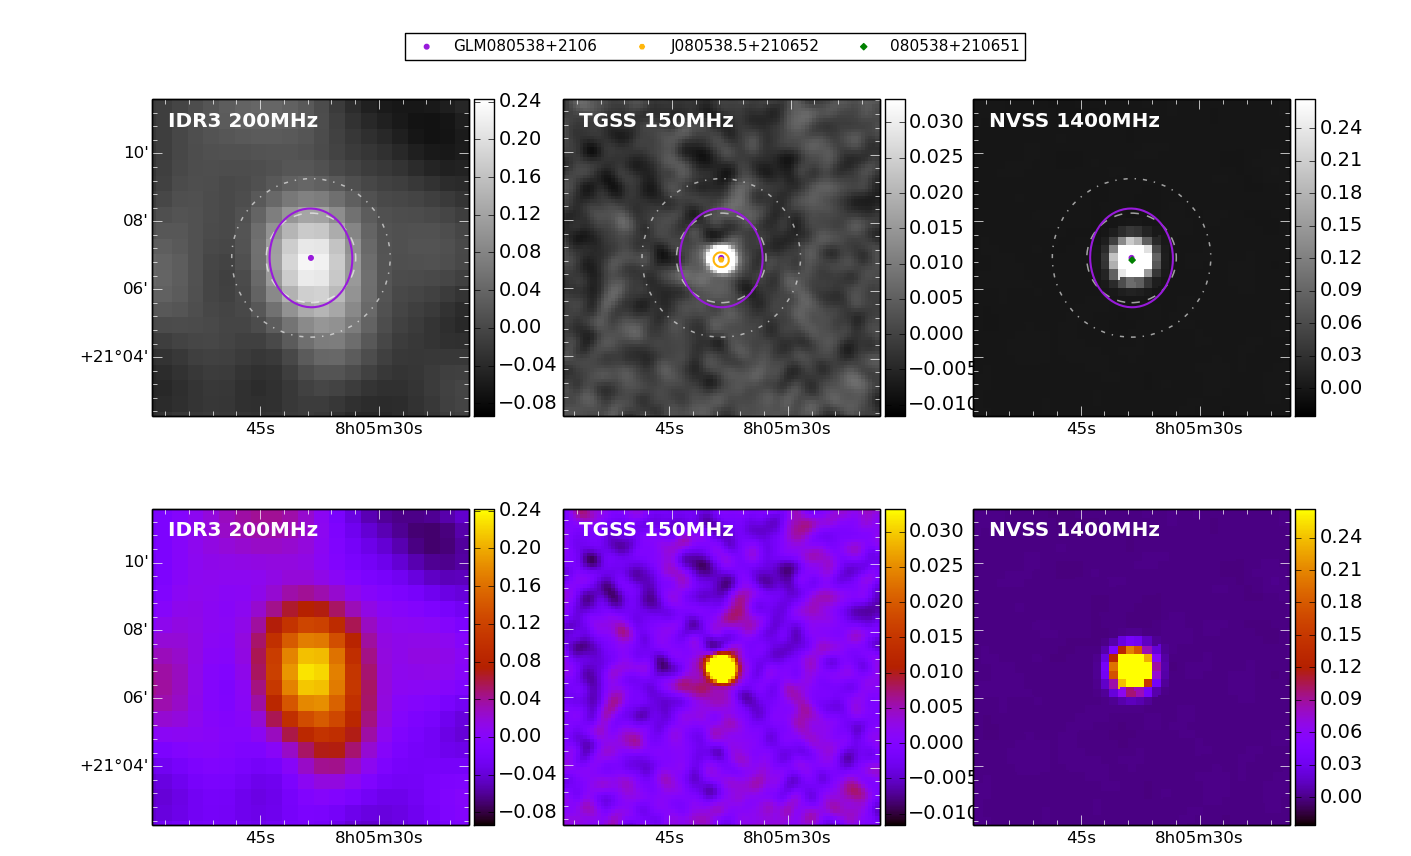 GLM080538+2106 J080538.5+210652 080538+210651
IDR3 200MHz TGSS 150MHz NVSS 1400MHz
0.24 0.20 0.16 0.12 0.08 0.04 0.00 −0.04 −0.08
0.030 0.025 0.020 0.015 0.010 0.005 0.000 −0.005 −0.010
0.24 0.21 0.18 0.15 0.12 0.09 0.06 0.03 0.00
10' 08' 06' +21°04'
45s 8h05m30s 45s 8h05m30s 45s 8h05m30s
IDR3 200MHz TGSS 150MHz NVSS 1400MHz
0.24 0.20 0.16 0.12 0.08 0.04 0.00 −0.04 −0.08
0.030 0.025 0.020 0.015 0.010 0.005 0.000 −0.005 −0.010
0.24 0.21 0.18 0.15 0.12 0.09 0.06 0.03 0.00
10' 08' 06' +21°04'
45s 8h05m30s 45s 8h05m30s 45s 8h05m30s